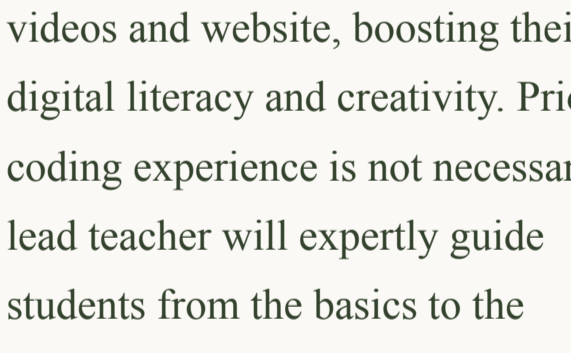 videos and website, boosting thei
digital literacy and creativity. Pri
coding experience is not necessar
lead teacher will expertly guide
students from the basics to the